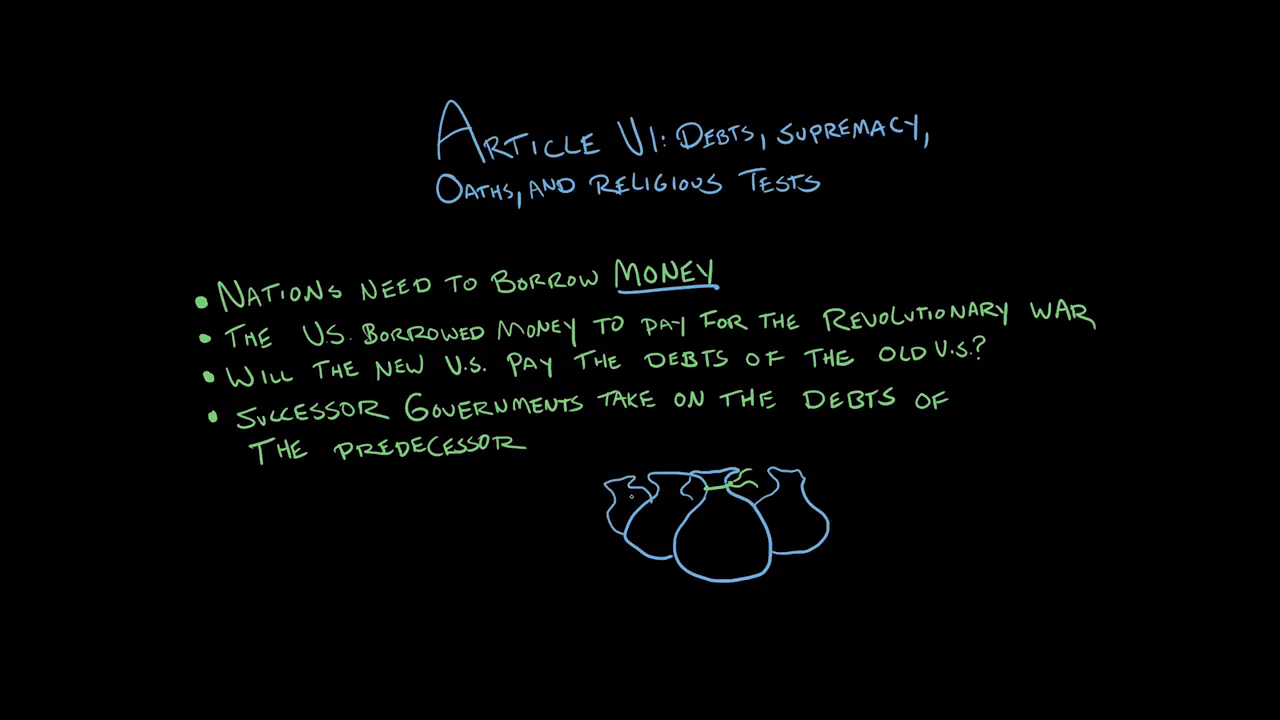 Article VI: Debts, Supremacy,
Oaths, and Religious Tests
• Nations need to borrow money
• The U.S. borrowed money to pay for the Revolutionary War
• Will the new U.S. pay the debts of the old U.S.?
• Successor governments take on the debts of
the predecessor